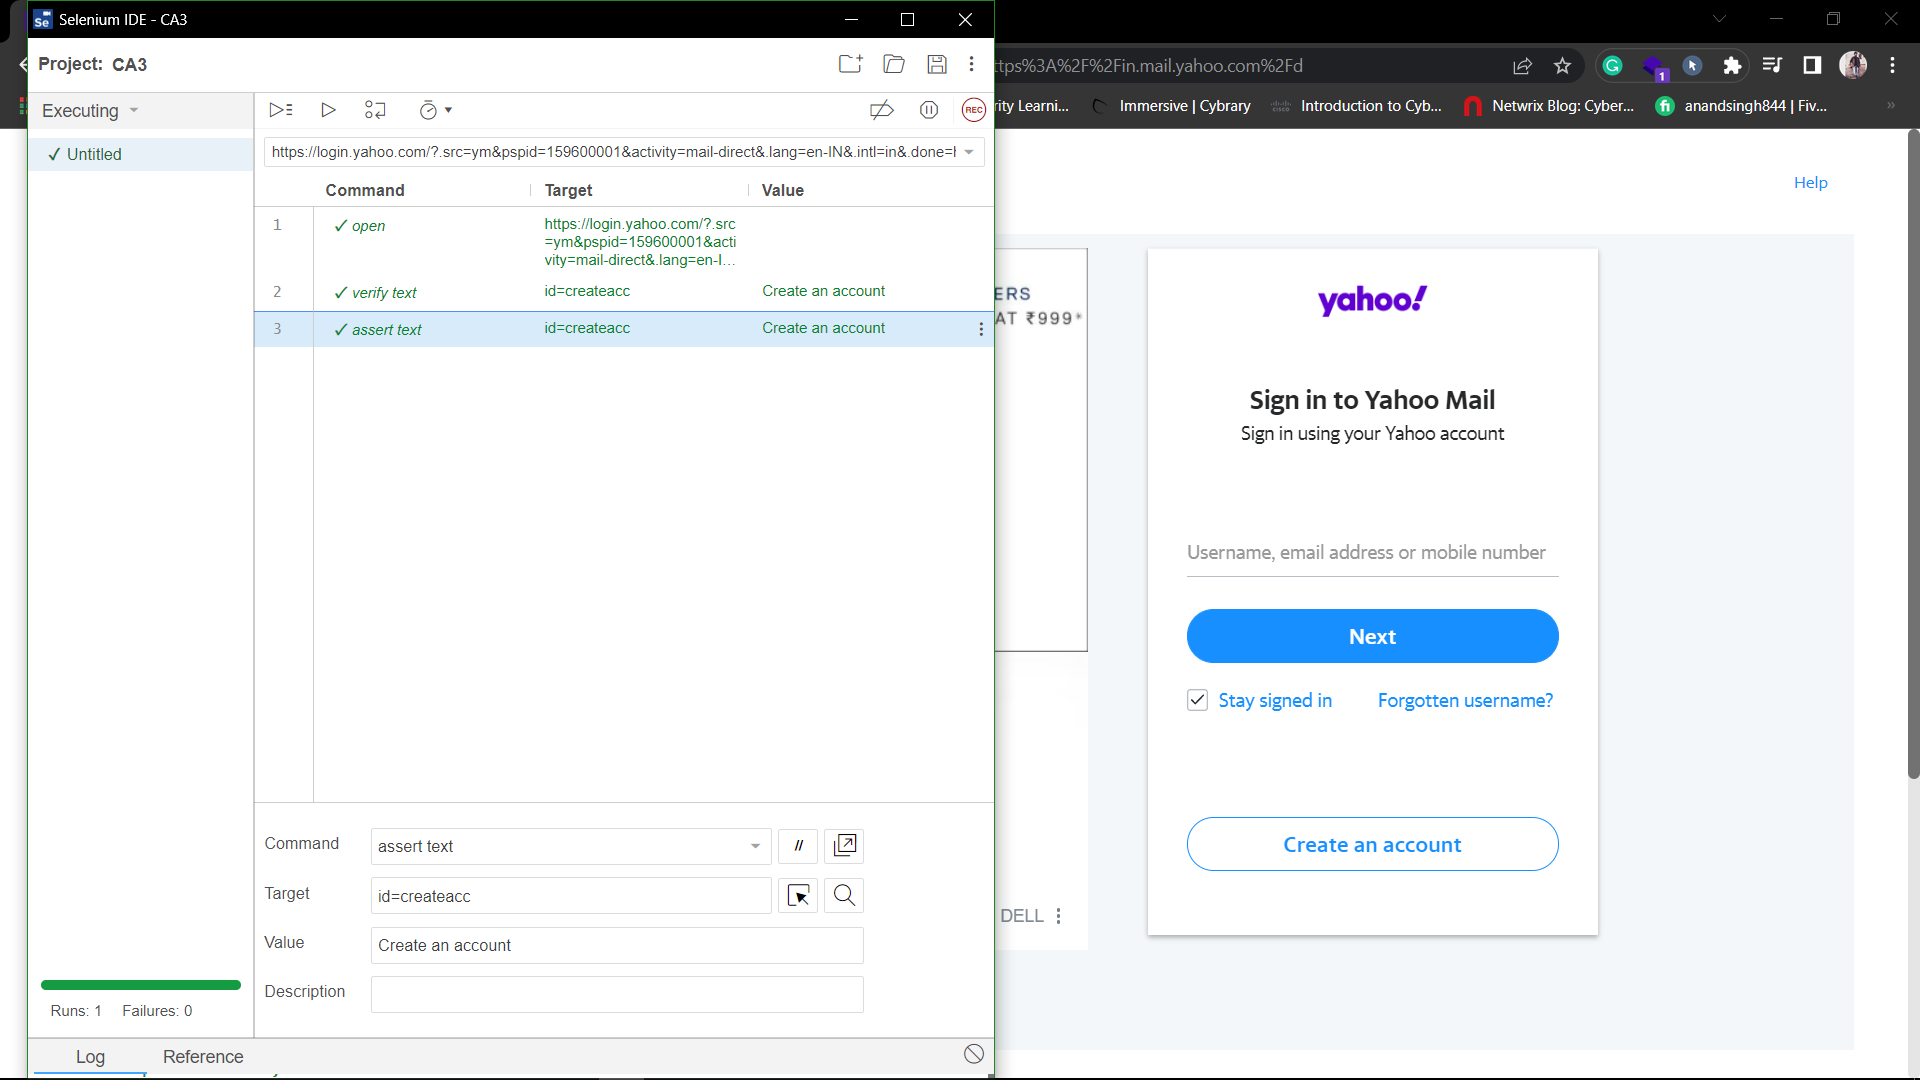 Selenium IDE - CA3
Project: CA3
Executing
✓ Untitled
https://login.yahoo.com/?.src=ym&pspid=159600001&activity=mail-direct&.lang=en-IN&.intl=in&.done=
Command Target Value
1 ✓ open https://login.yahoo.com/?.src
=ym&pspid=159600001&acti
vity=mail-direct&.lang=en-I...
2 ✓ verify text id=createacc Create an account
3 ✓ assert text id=createacc Create an account
Command assert text //
Target id=createacc
Value Create an account
Description
Runs: 1 Failures: 0
Log Reference
REC
ttps%3A%2F%2Fin.mail.yahoo.com%2Fd
1
rity Learni... Immersive | Cybrary Introduction to Cyb... Netwrix Blog: Cyber... anandsingh844 | Fiv...
Help
ERS
AT ₹999*
DELL
yahoo!
Sign in to Yahoo Mail
Sign in using your Yahoo account
Username, email address or mobile number
Next
Stay signed in Forgotten username?
Create an account